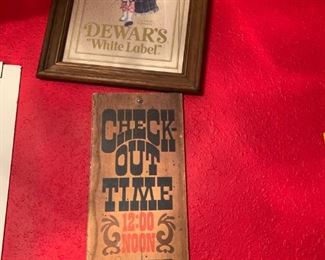 DEWAR'S
"White Label"
CHECK-
OUT
TIME
12:00
NOON